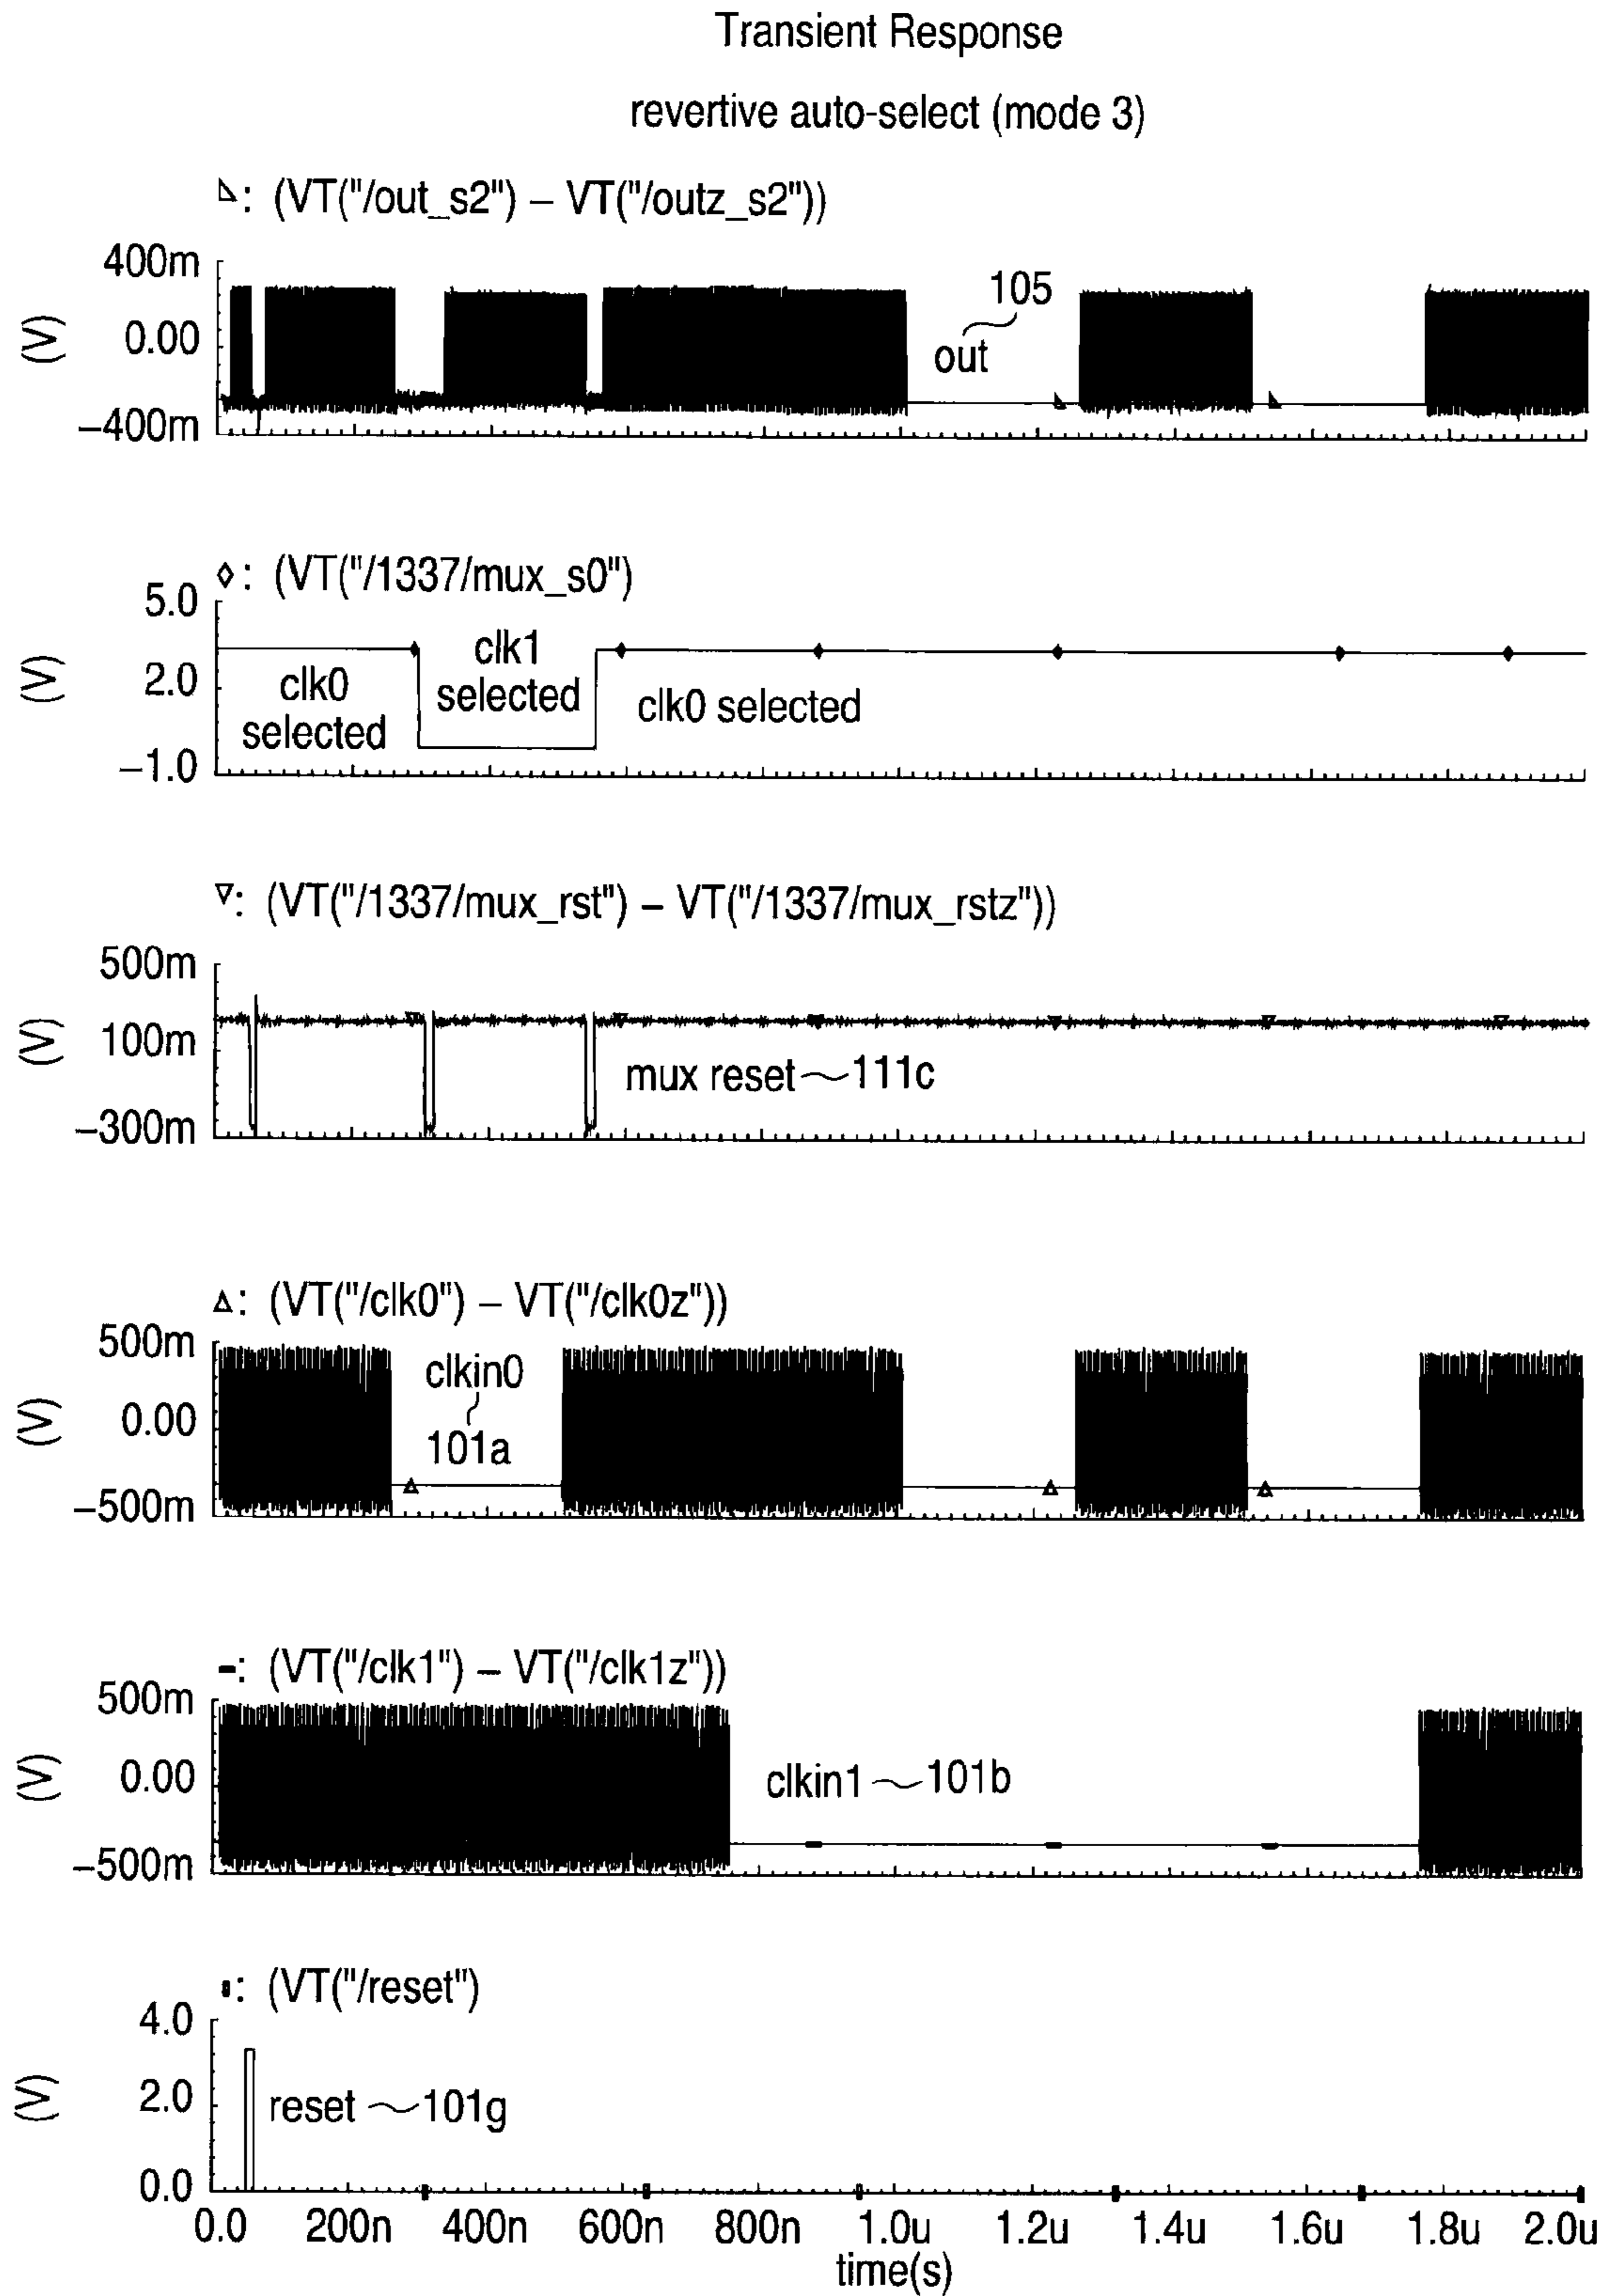 Transient Response
revertive auto-select (mode 3)
: (VT("/out_s2") – VT("/outz_s2"))
400m
0.00
–400m
(V)
105
out
: (VT("/1337/mux_s0")
5.0
2.0
–1.0
(V)
clk0 selected
clk1 selected
clk0 selected
: (VT("/1337/mux_rst") – VT("/1337/mux_rstz"))
500m
100m
–300m
(V)
mux reset 111c
: (VT("/clk0") – VT("/clk0z"))
500m
0.00
–500m
(V)
clkin0
101a
: (VT("/clk1") – VT("/clk1z"))
500m
0.00
–500m
(V)
clkin1 101b
: (VT("/reset")
4.0
2.0
0.0
(V)
reset 101g
0.0 200n 400n 600n 800n 1.0u 1.2u 1.4u 1.6u 1.8u 2.0u
time(s)